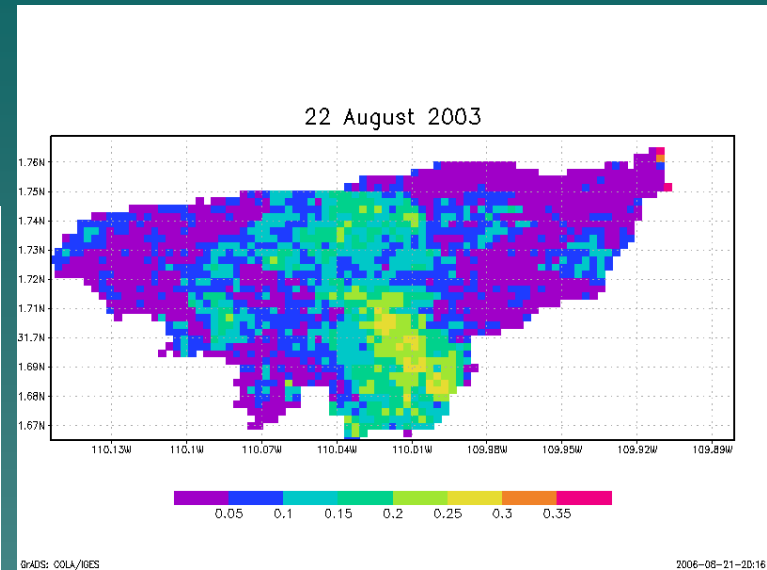 22 August 2003
1.76N
1.75N
1.74N
1.73N
1.72N
1.71N
31.7N
1.69N
1.68N
1.67N
110.13W 110.1W 110.07W 110.04W 110.01W 109.98W 109.95W 109.92W 109.89W
0.05 0.1 0.15 0.2 0.25 0.3 0.35
GrADS: COLA/IGES 2006-08-21-20:16